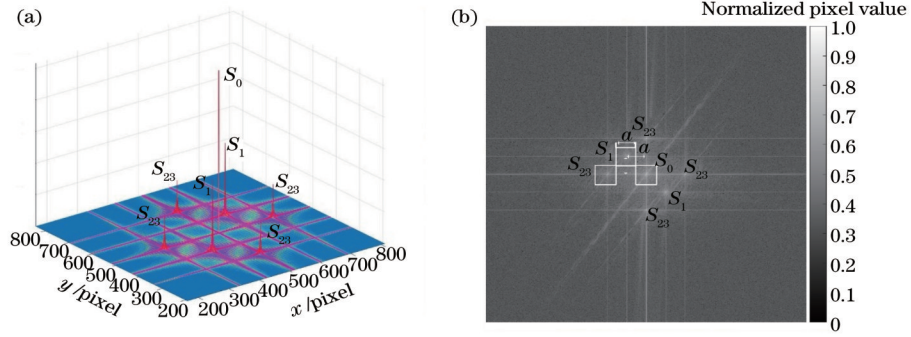 (a)
S0
S1
S23
S1
S23
S23
S23
800
700
600
500
400
300
200
y /pixel
200
300
400
500
600
700
800
x /pixel
(b)
Normalized pixel value
1.0
0.9
0.8
0.7
0.6
0.5
0.4
0.3
0.2
0.1
0
a
S23
S1
a
S23
S0
S23
S1
S23